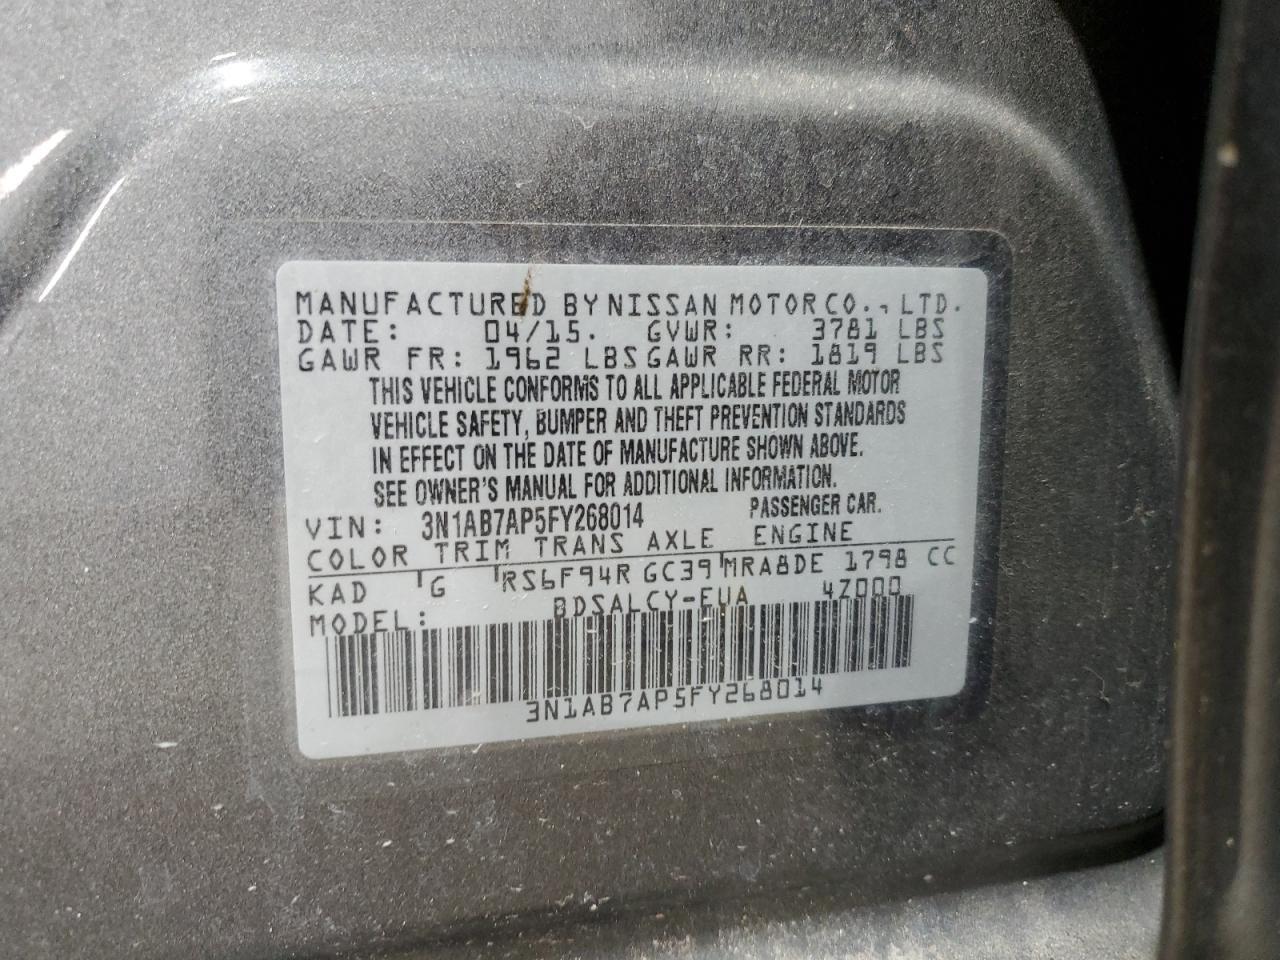 MANUFACTURED BY NISSAN MOTOR CO., LTD.
DATE: 04/15. GVWR: 3781 LBS
GAWR FR: 1962 LBS GAWR RR: 1819 LBS
THIS VEHICLE CONFORMS TO ALL APPLICABLE FEDERAL MOTOR
VEHICLE SAFETY, BUMPER AND THEFT PREVENTION STANDARDS
IN EFFECT ON THE DATE OF MANUFACTURE SHOWN ABOVE.
SEE OWNER'S MANUAL FOR ADDITIONAL INFORMATION.
VIN: 3N1AB7AP5FY268014 PASSENGER CAR.
COLOR TRIM TRANS AXLE ENGINE
KAD G RS6F94R GC39 MRA8DE 1798 CC
MODEL: BDSALCY-EUA 4Z000
3N1AB7AP5FY268014